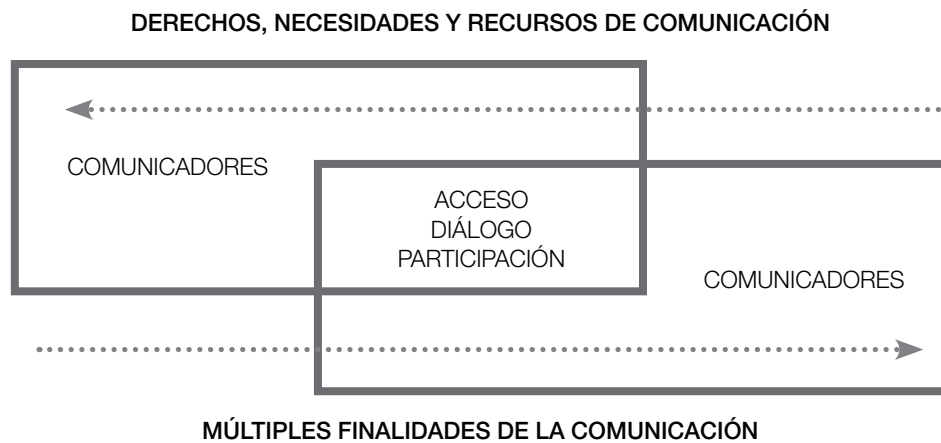 DERECHOS, NECESIDADES Y RECURSOS DE COMUNICACIÓN
COMUNICADORES
ACCESO
DIÁLOGO
PARTICIPACIÓN
COMUNICADORES
MÚLTIPLES FINALIDADES DE LA COMUNICACIÓN